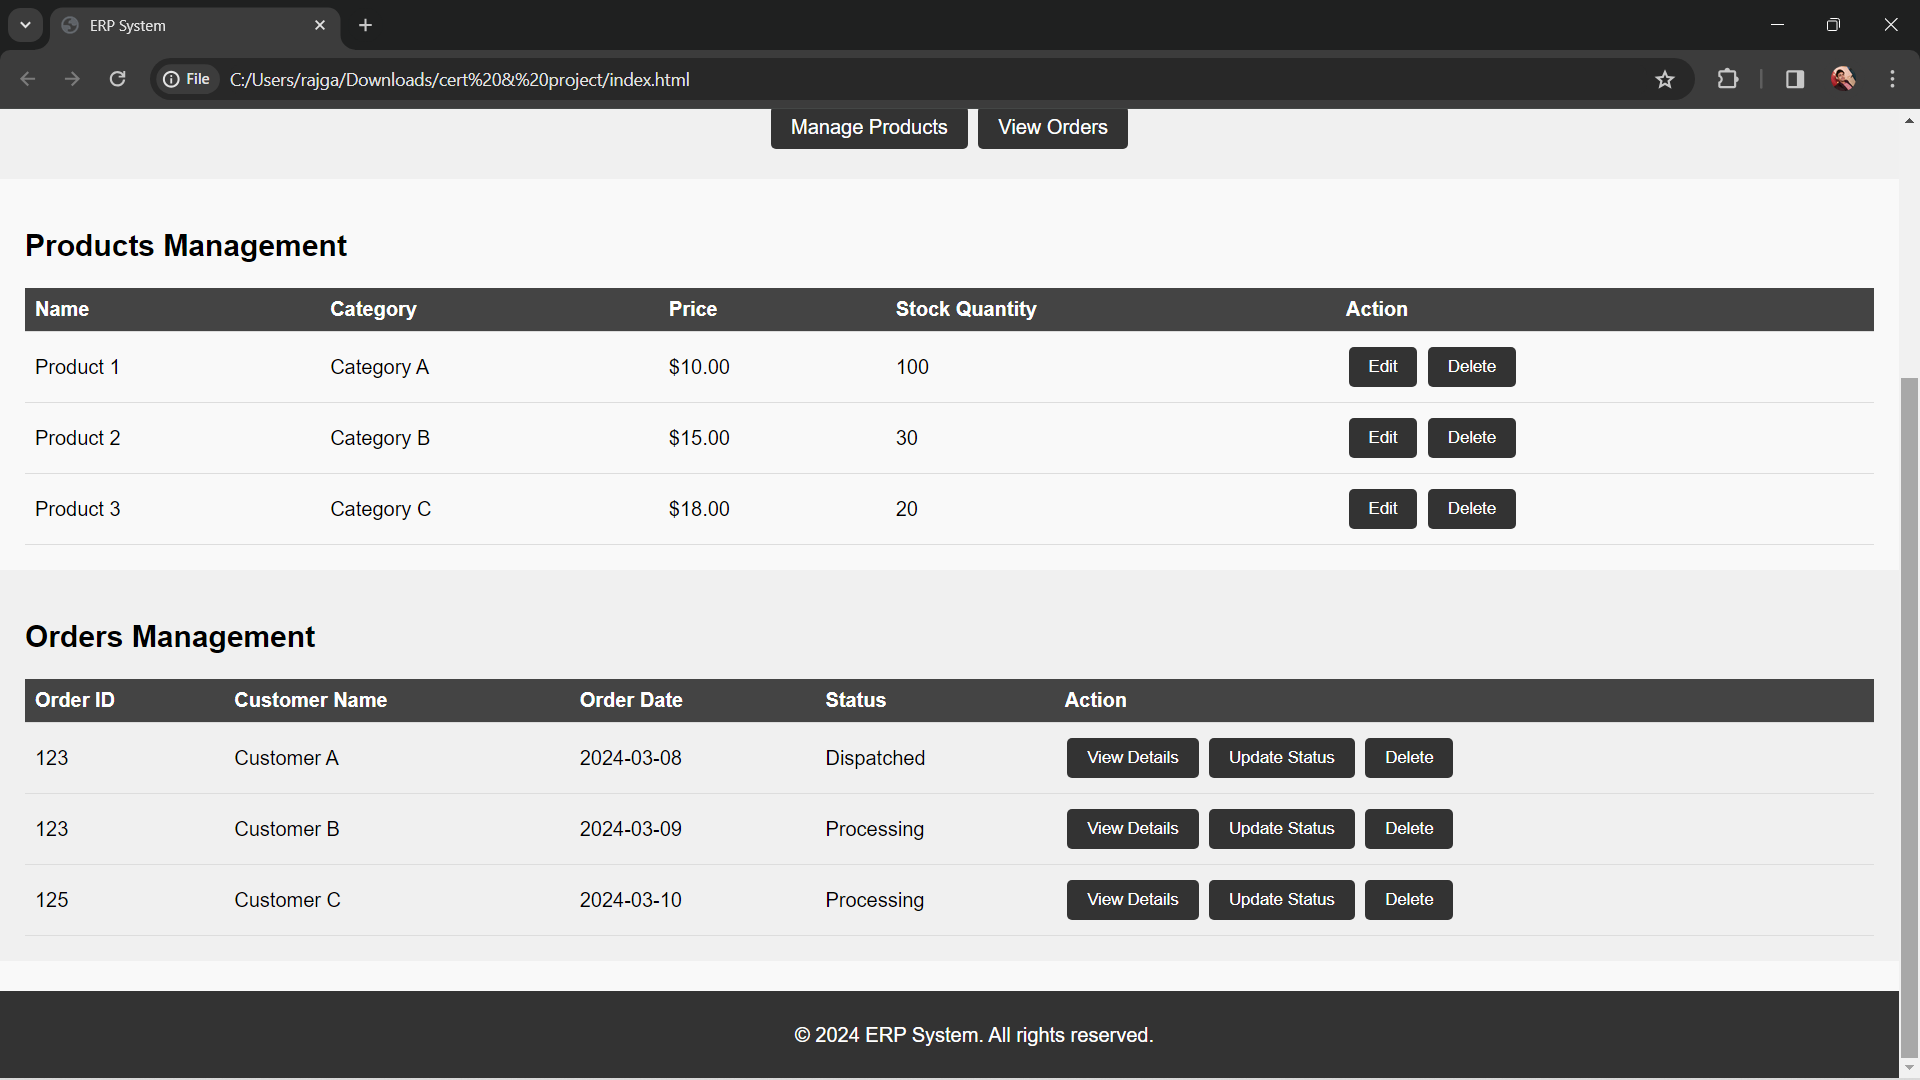 ERP System
File C:/Users/rajga/Downloads/cert%20&%20project/index.html
Manage Products View Orders
Products Management
Name Category Price Stock Quantity Action
Product 1 Category A $10.00 100 Edit Delete
Product 2 Category B $15.00 30 Edit Delete
Product 3 Category C $18.00 20 Edit Delete
Orders Management
Order ID Customer Name Order Date Status Action
123 Customer A 2024-03-08 Dispatched View Details Update Status Delete
123 Customer B 2024-03-09 Processing View Details Update Status Delete
125 Customer C 2024-03-10 Processing View Details Update Status Delete
© 2024 ERP System. All rights reserved.